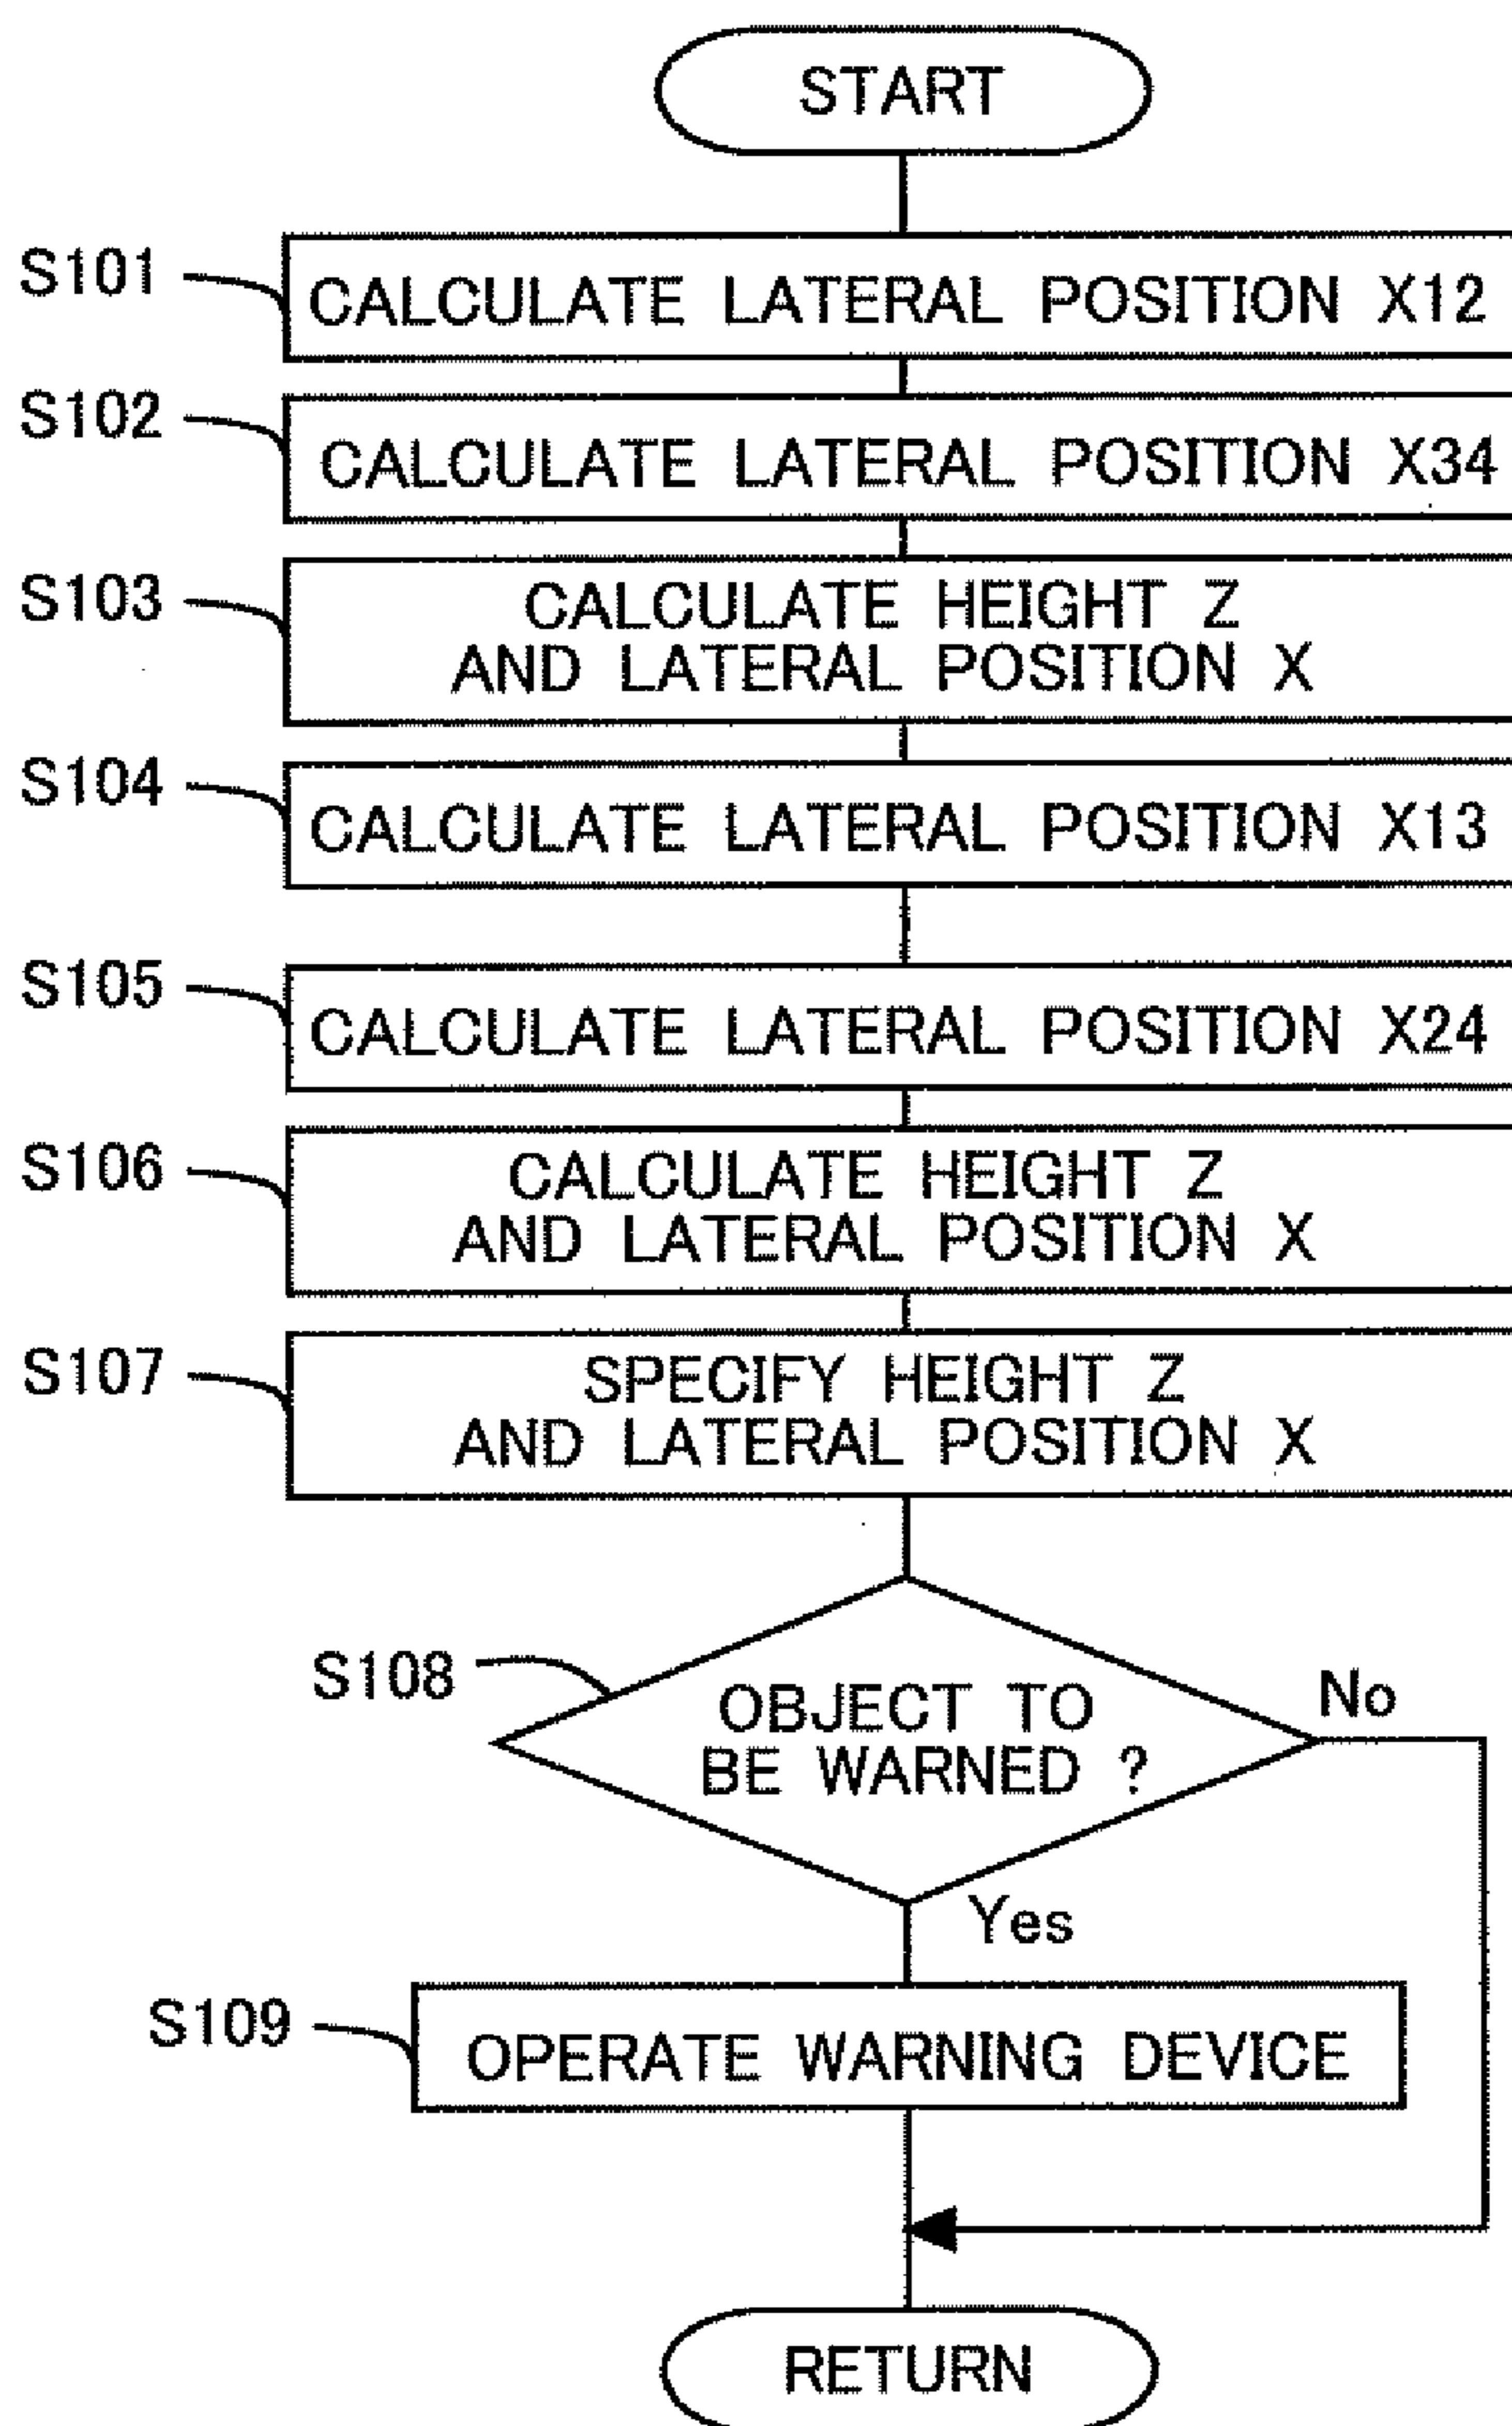 START
S101
CALCULATE LATERAL POSITION X12
S102
CALCULATE LATERAL POSITION X34
S103
CALCULATE HEIGHT Z
AND LATERAL POSITION X
S104
CALCULATE LATERAL POSITION X13
S105
CALCULATE LATERAL POSITION X24
S106
CALCULATE HEIGHT Z
AND LATERAL POSITION X
S107
SPECIFY HEIGHT Z
AND LATERAL POSITION X
S108
OBJECT TO
BE WARNED ?
No
Yes
S109
OPERATE WARNING DEVICE
RETURN